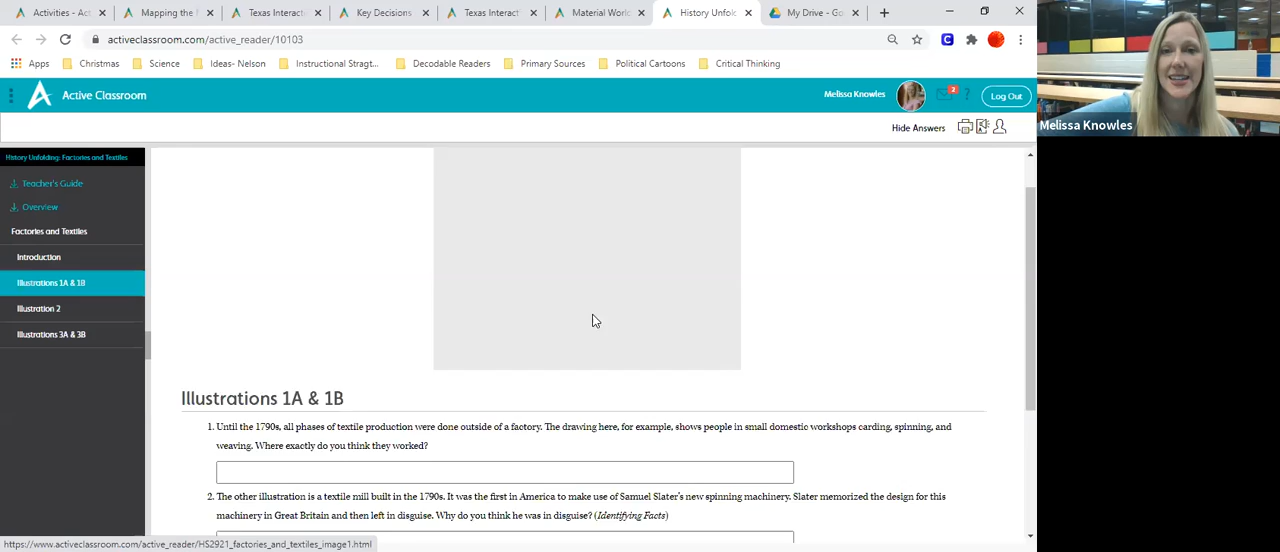 Activities - Act
Mapping the F
Texas Interact
Key Decisions
Texas Interact
Material Worl
History Unfol
My Drive - Go
activeclassroom.com/active_reader/10103
Apps
Christmas
Science
Ideas- Nelson
Instructional Stragt...
Decodable Readers
Primary Sources
Political Cartoons
Critical Thinking
Active Classroom
Melissa Knowles
2
?
Log Out
Melissa Knowles
Hide Answers
History Unfolding: Factories and Textiles
Teacher's Guide
Overview
Factories and Textiles
Introduction
Illustrations 1A & 1B
Illustration 2
Illustrations 3A & 3B
Illustrations 1A & 1B
1. Until the 1790s, all phases of textile production were done outside of a factory. The drawing here, for example, shows people in small domestic workshops carding, spinning, and
weaving. Where exactly do you think they worked?
2. The other illustration is a textile mill built in the 1790s. It was the first in America to make use of Samuel Slater's new spinning machinery. Slater memorized the design for this
machinery in Great Britain and then left in disguise. Why do you think he was in disguise? (Identifying Facts)
https://www.activeclassroom.com/active_reader/HS2921_factories_and_textiles_image1.html